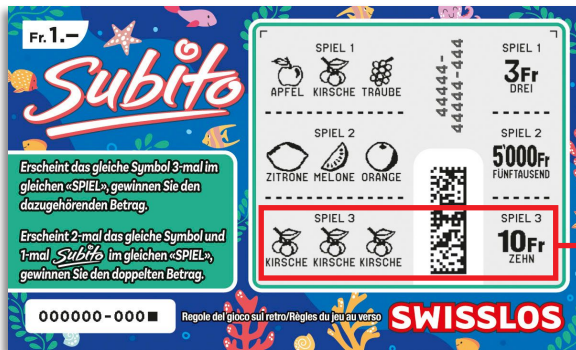 Fr. 1.–
Subito
Erscheint das gleiche Symbol 3-mal im
gleichen «SPIEL», gewinnen Sie den
dazugehörenden Betrag.
Erscheint 2-mal das gleiche Symbol und
1-mal Subito im gleichen «SPIEL»,
gewinnen Sie den doppelten Betrag.
000000-000■
SPIEL 1
APFEL KIRSCHE TRAUBE
SPIEL 2
ZITRONE MELONE ORANGE
SPIEL 3
KIRSCHE KIRSCHE KIRSCHE
44444-
44444-444
SPIEL 1
3Fr
DREI
SPIEL 2
5'000Fr
FÜNFTAUSEND
SPIEL 3
10Fr
ZEHN
Regole del gioco sul retro/Règles du jeu au verso
SWISSLOS